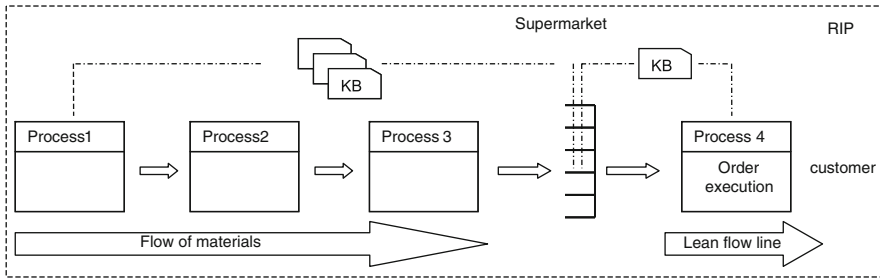 Supermarket
RIP
KB
KB
Process1
Process2
Process 3
Process 4
Order
execution
customer
Flow of materials
Lean flow line